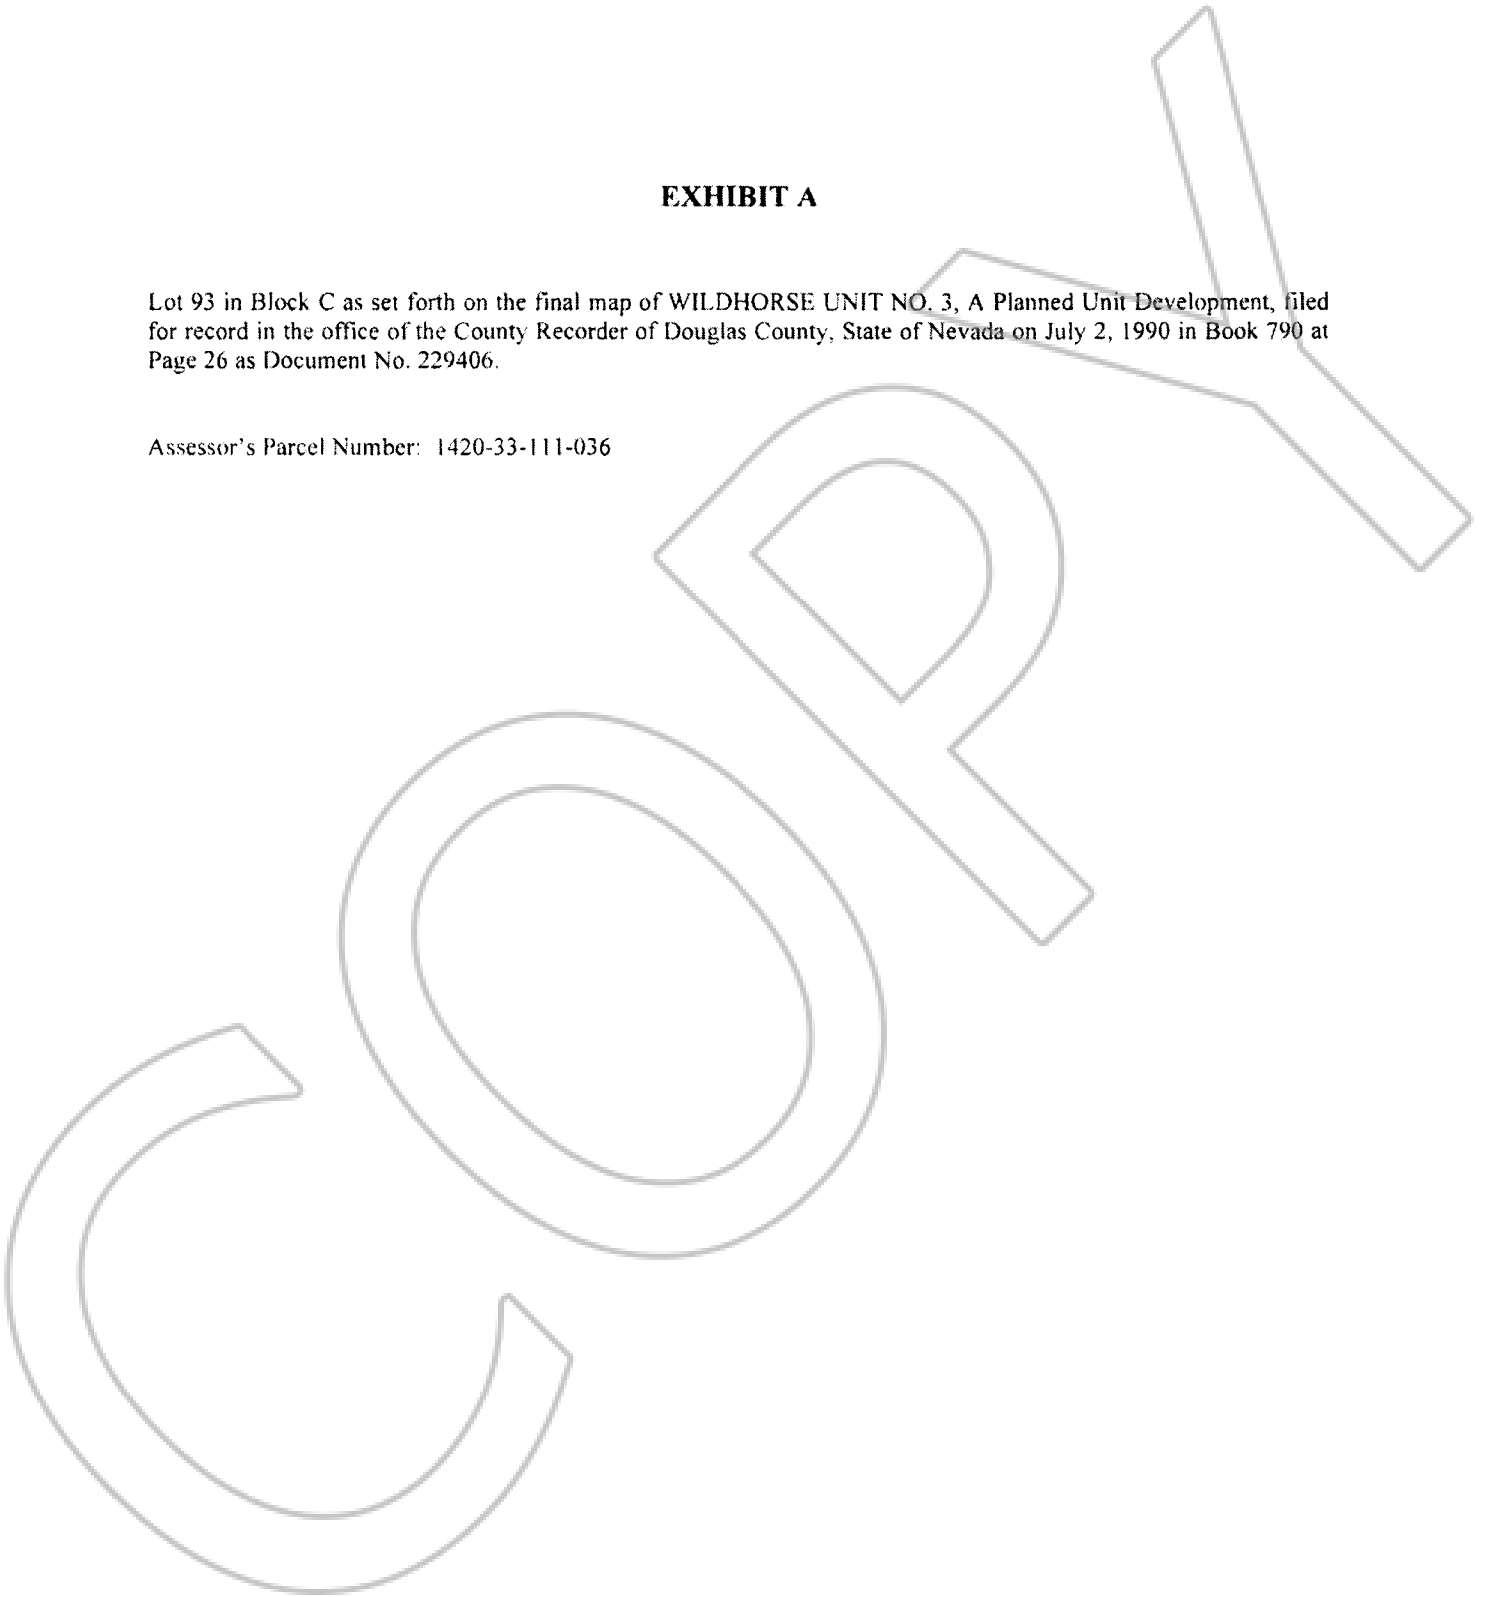 EXHIBIT A
Lot 93 in Block C as set forth on the final map of WILDHORSE UNIT NO. 3, A Planned Unit Development, filed
for record in the office of the County Recorder of Douglas County, State of Nevada on July 2, 1990 in Book 790 at
Page 26 as Document No. 229406.
Assessor's Parcel Number: 1420-33-111-036
COPY